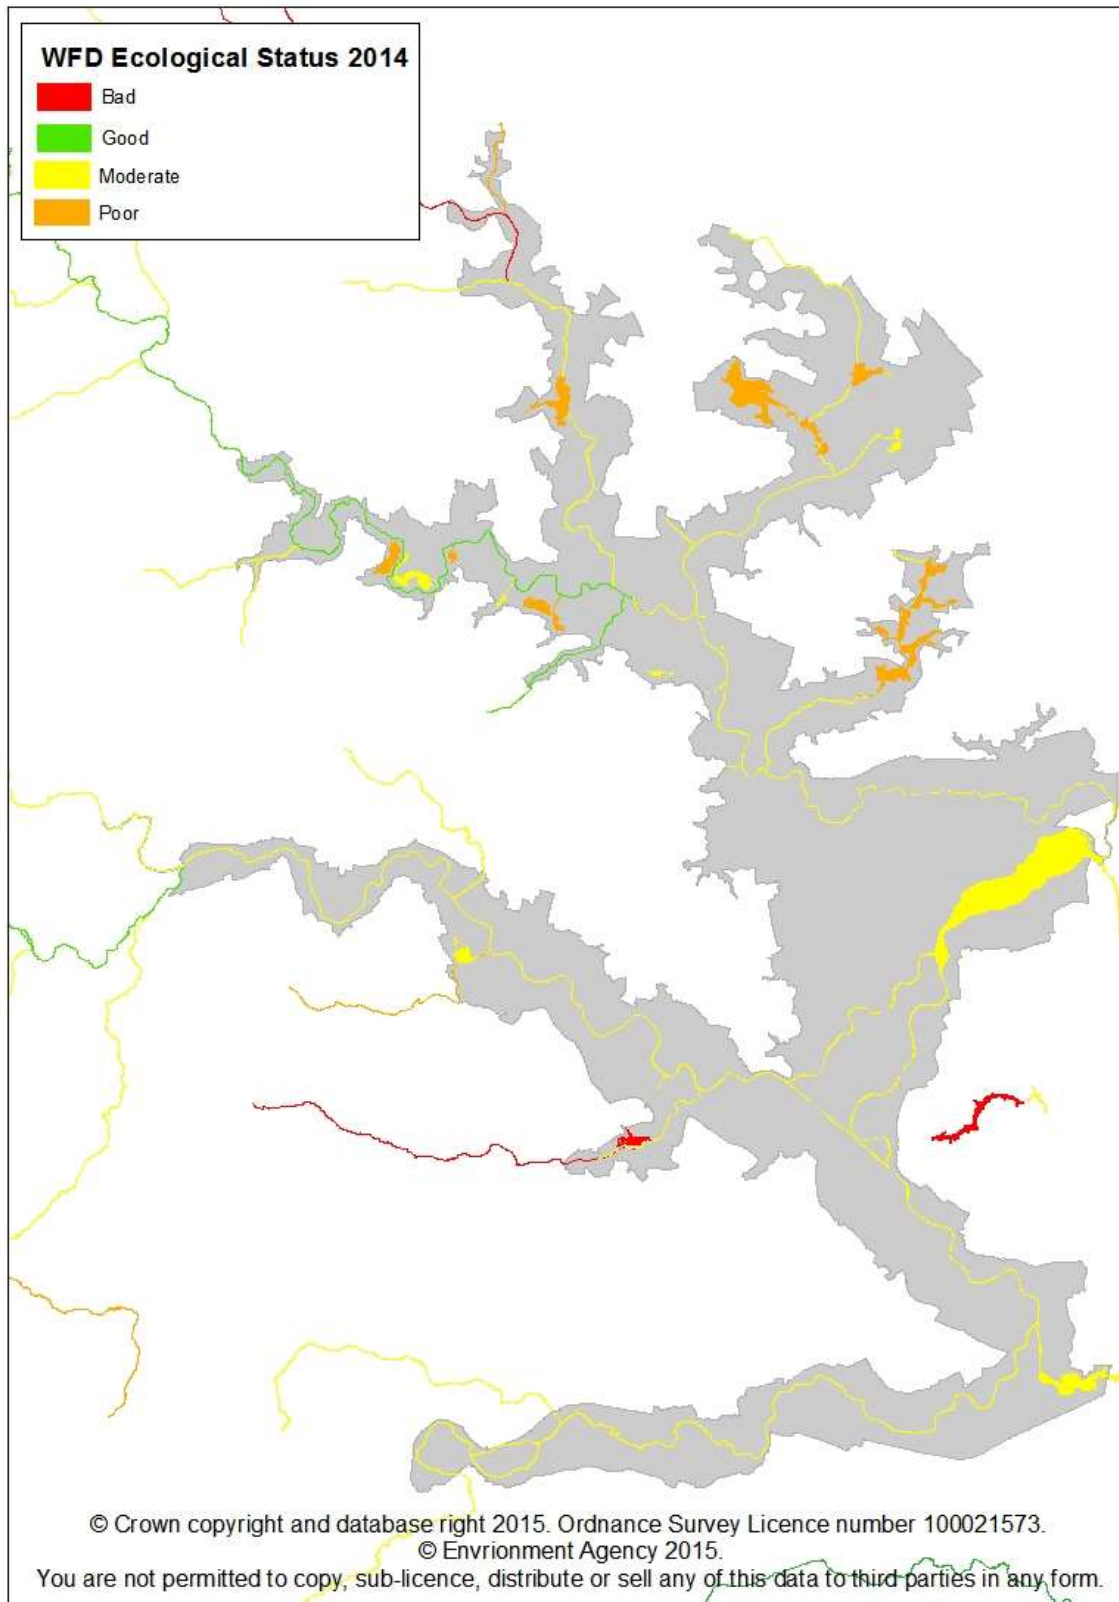 WFD Ecological Status 2014
Bad
Good
Moderate
Poor
© Crown copyright and database right 2015. Ordnance Survey Licence number 100021573.
© Envrionment Agency 2015.
You are not permitted to copy, sub-licence, distribute or sell any of this data to third parties in any form.